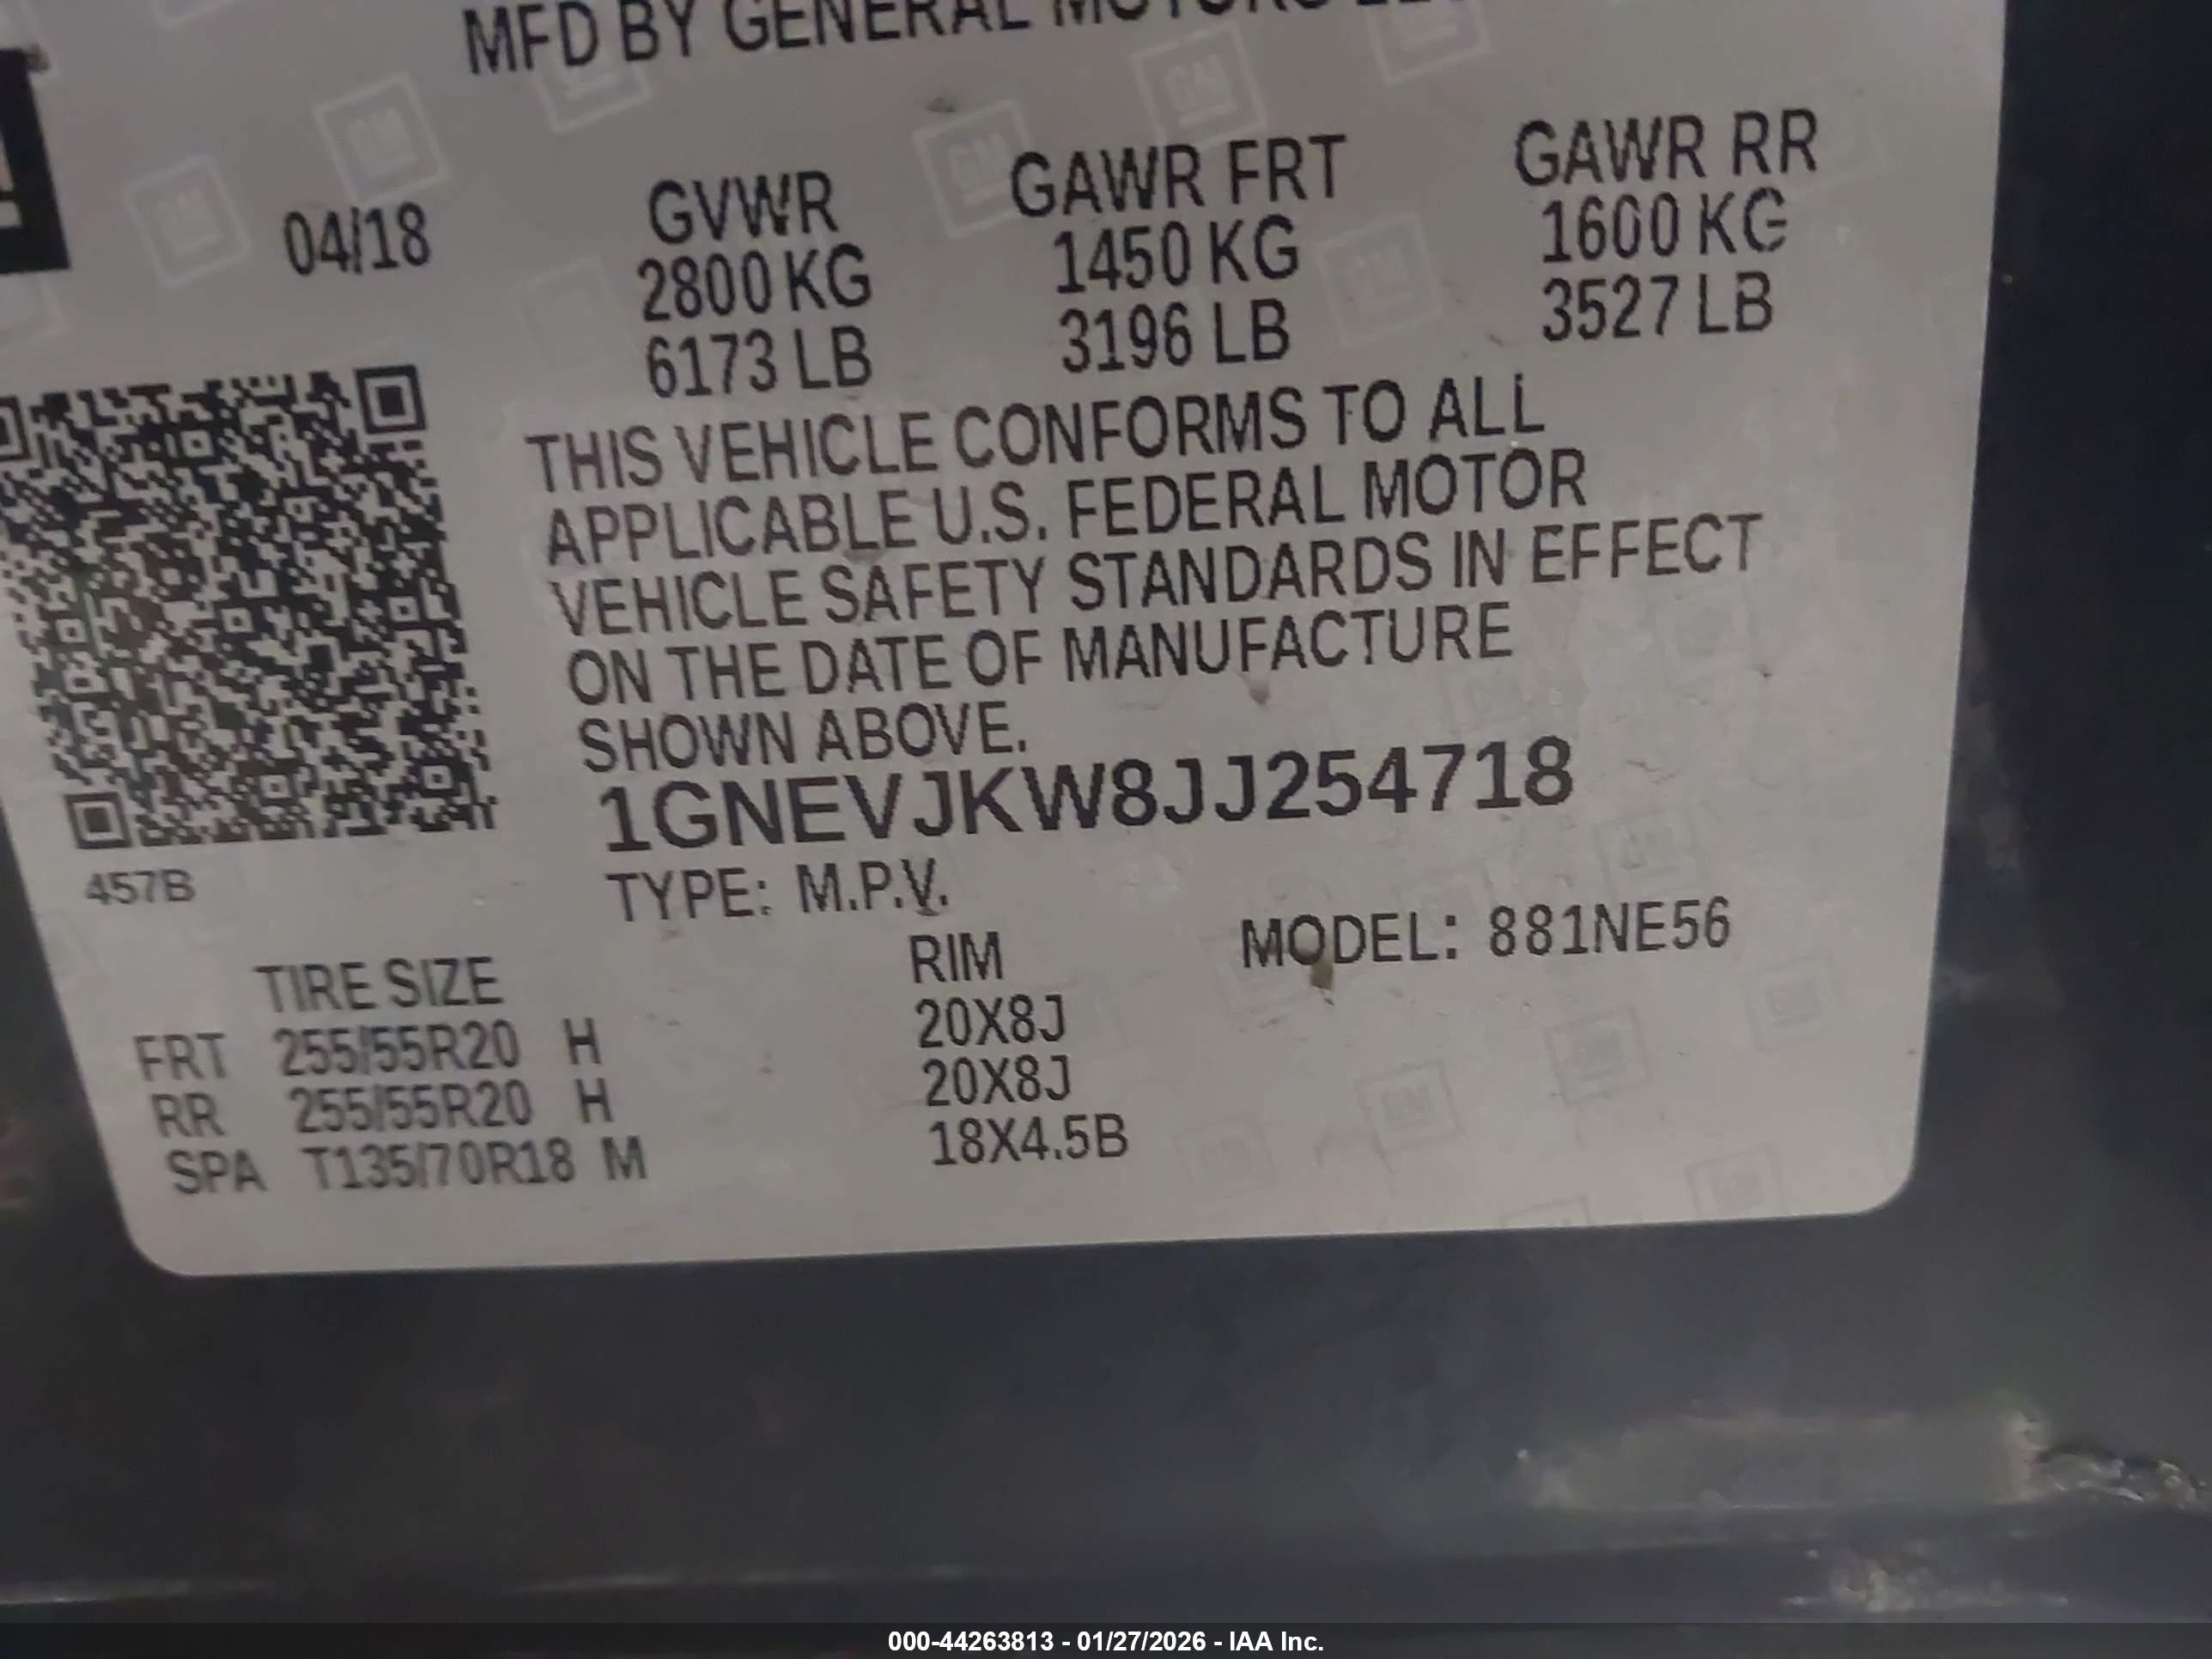 MFD BY GENERAL MOTORS
04/18
GVWR
2800 KG
6173 LB
GAWR FRT
1450 KG
3196 LB
GAWR RR
1600 KG
3527 LB
THIS VEHICLE CONFORMS TO ALL
APPLICABLE U.S. FEDERAL MOTOR
VEHICLE SAFETY STANDARDS IN EFFECT
ON THE DATE OF MANUFACTURE
SHOWN ABOVE.
1GNEVJKW8JJ254718
457B
TYPE: M.P.V.
MODEL: 881NE56
TIRE SIZE RIM
FRT 255/55R20 H 20X8J
RR 255/55R20 H 20X8J
SPA T135/70R18 M 18X4.5B
000-44263813 - 01/27/2026 - IAA Inc.